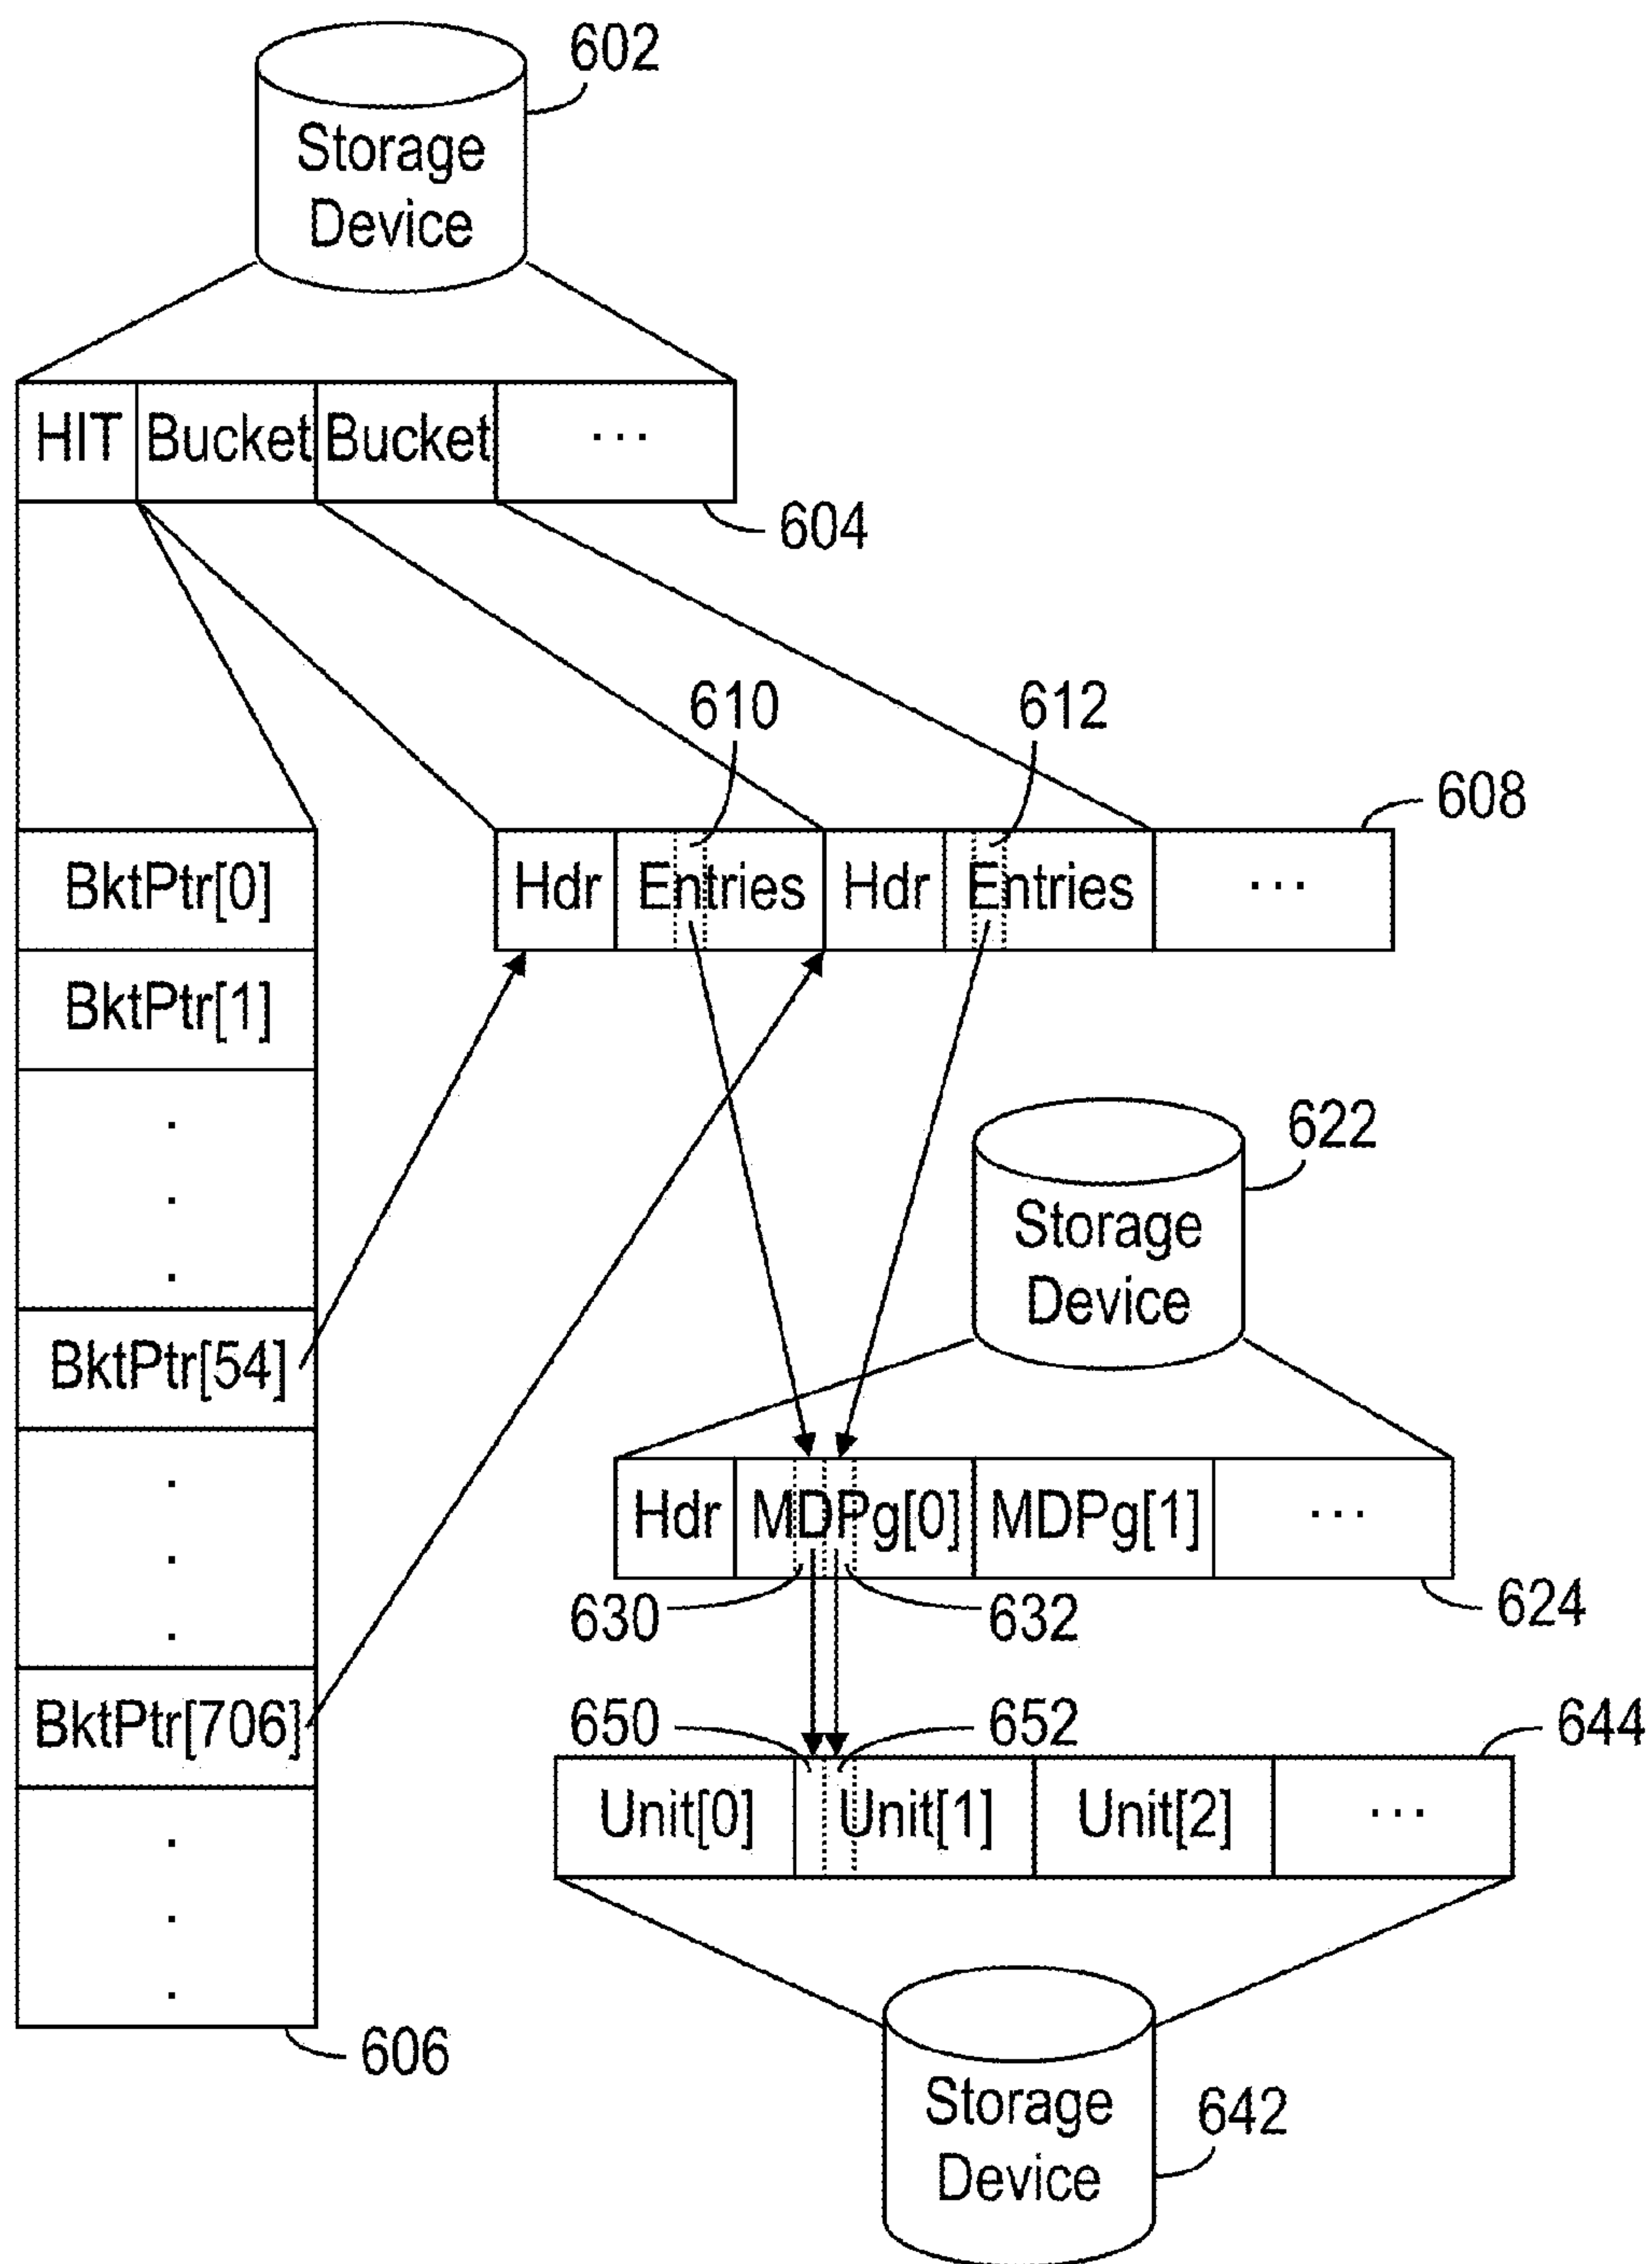 602
Storage
Device
HIT Bucket Bucket ...
604
610 612
608
BktPtr[0] Hdr Entries Hdr Entries ...
BktPtr[1]
622
Storage
Device
BktPtr[54]
Hdr MDPg[0] MDPg[1] ...
630 632 624
BktPtr[706] 650 652 644
Unit[0] Unit[1] Unit[2] ...
606
Storage
Device
642